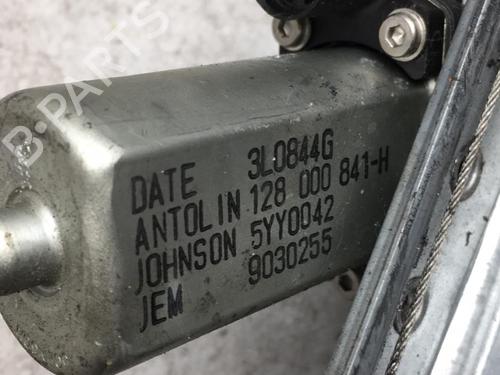 B-PARTS
DATE 3L0844G
ANTOLIN 128 000 841-H
JOHNSON 5YY0042
JEM 9030255